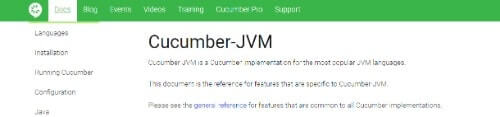 Docs Blog Events Videos Training Cucumber Pro Support
Languages
Installation
Running Cucumber
Configuration
Java
Cucumber-JVM
Cucumber-JVM is a Cucumber implementation for the most popular JVM languages.
This document is the reference for features that are specific to Cucumber-JVM.
Please see the general reference for features that are common to all Cucumber implementations.